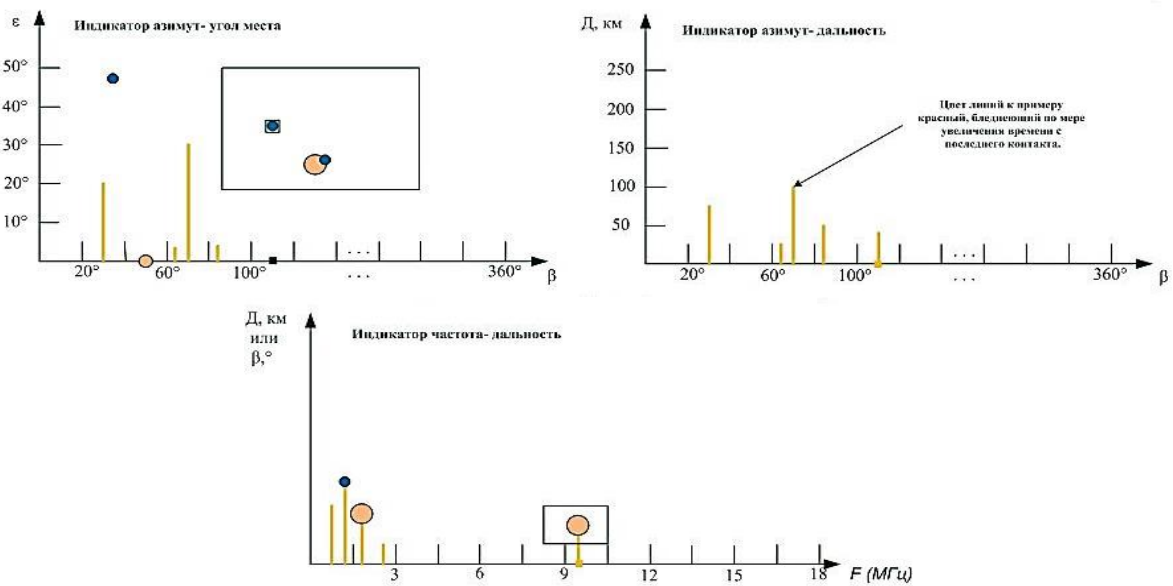 ε
Индикатор азимут- угол места
50°
40°
30°
20°
10°
20°
60°
100°
. . .
. . .
360°
β
Д, км
Индикатор азимут- дальность
250
200
150
100
50
Цвет линий к примеру
красный, бледнеющий по мере
увеличения времени с
последнего контакта.
20°
60°
100°
. . .
. . .
360°
β
Д, км
или
β,°
Индикатор частота- дальность
3
6
9
12
15
18
F (МГц)